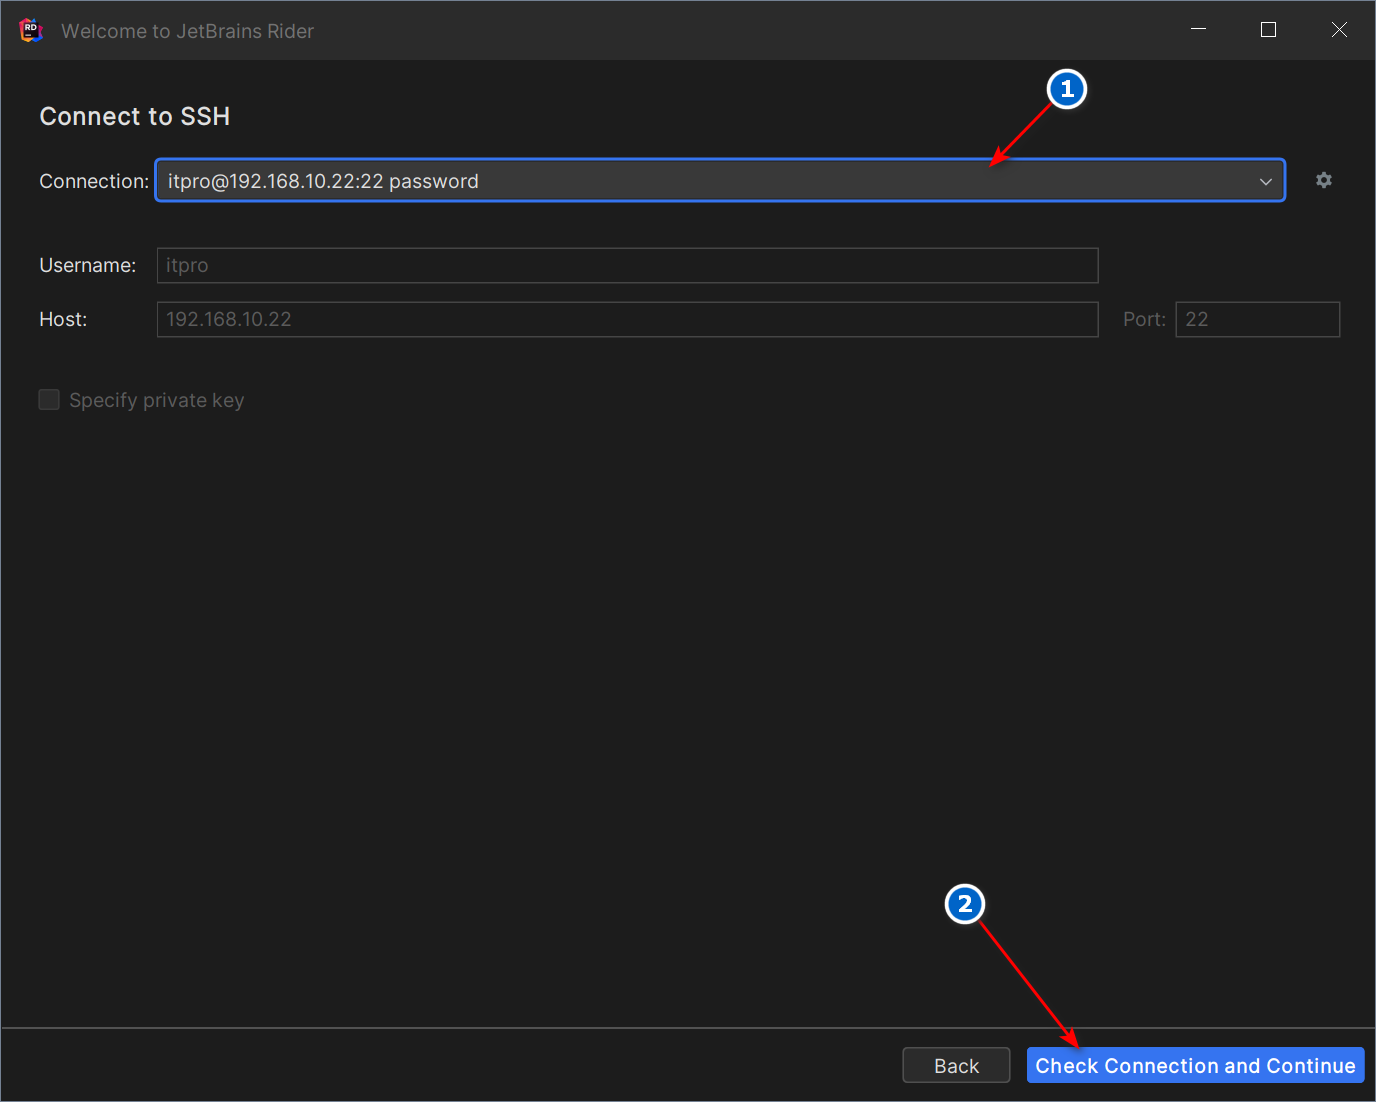 RD
Welcome to JetBrains Rider
1
Connect to SSH
Connection: itpro@192.168.10.22:22 password
Username: itpro
Host: 192.168.10.22 Port: 22
Specify private key
2
Back Check Connection and Continue